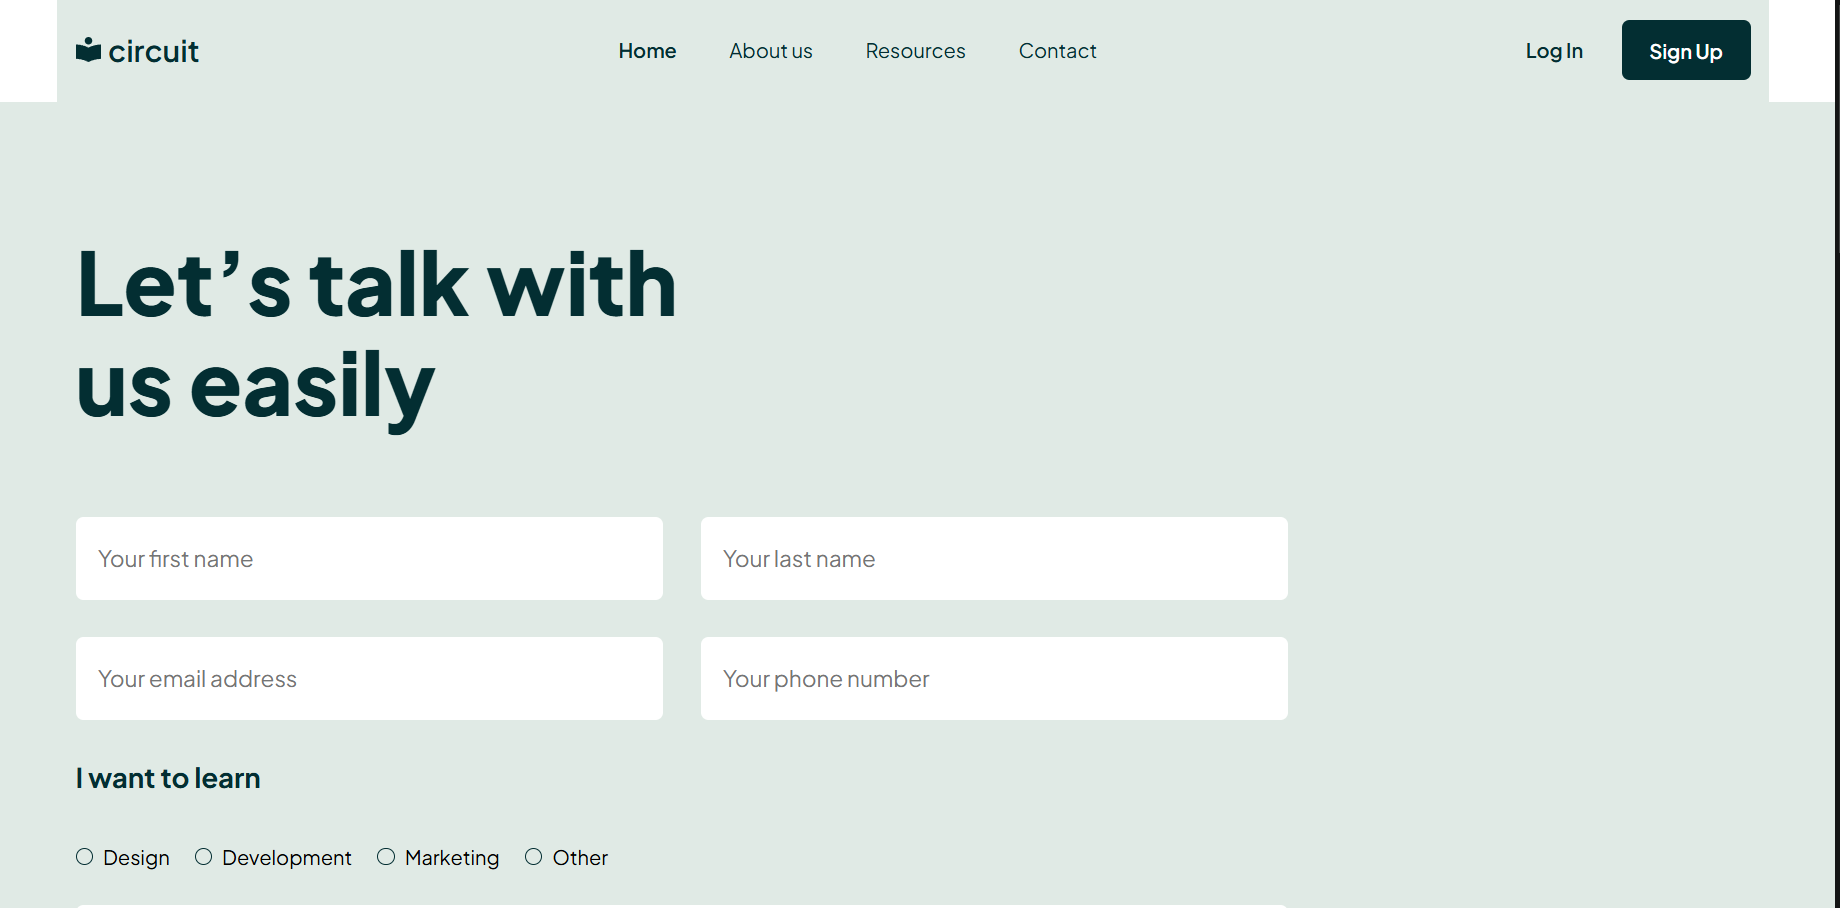 circuit
Home
About us
Resources
Contact
Log In
Sign Up
Let’s talk with
us easily
Your first name
Your last name
Your email address
Your phone number
I want to learn
Design
Development
Marketing
Other